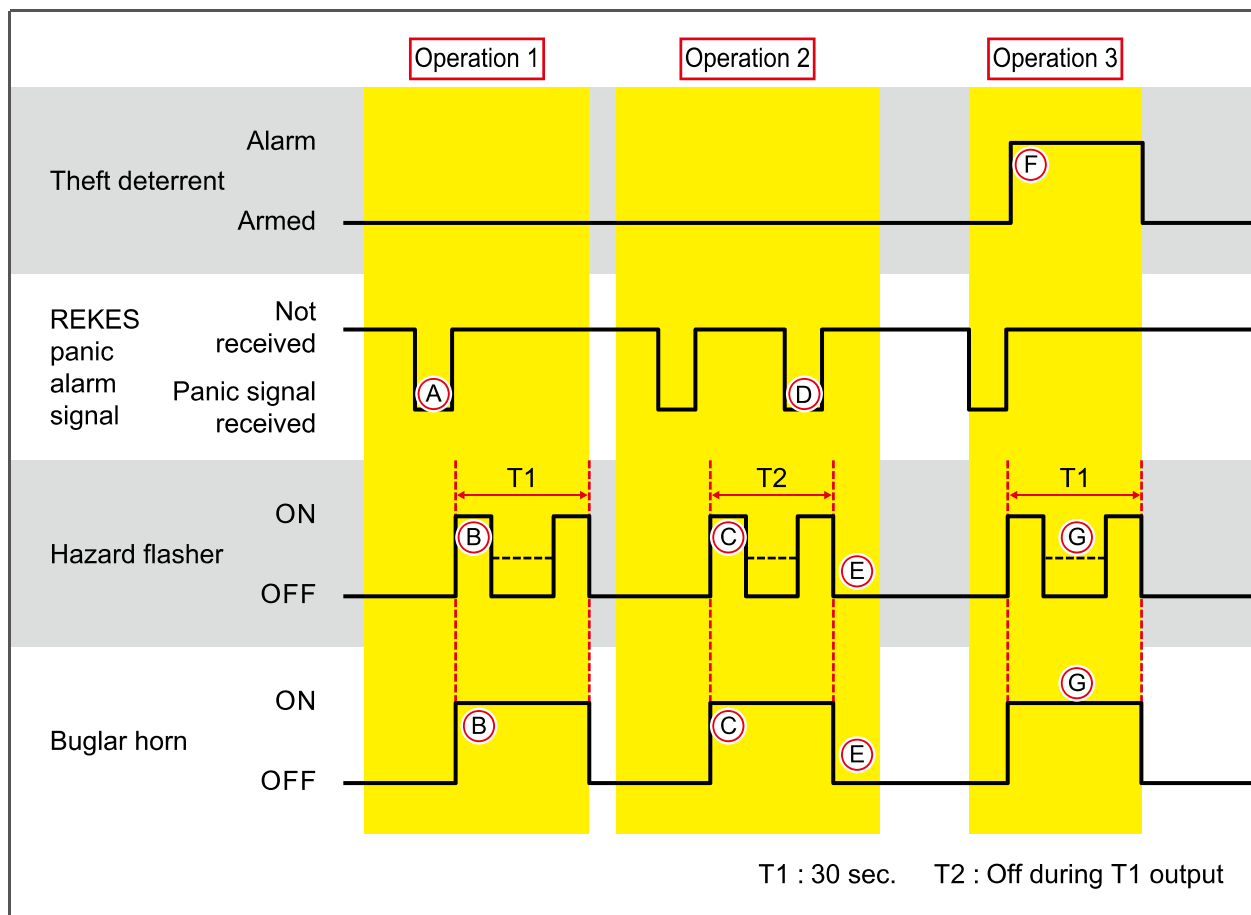 Operation 1
Operation 2
Operation 3
Theft deterrent
Alarm
Armed
F
REKES
panic
alarm
signal
Not
received
Panic signal
received
A
D
Hazard flasher
ON
OFF
T1
T2
T1
B
C
E
G
Buglar horn
ON
OFF
B
C
E
G
T1 : 30 sec. T2 : Off during T1 output